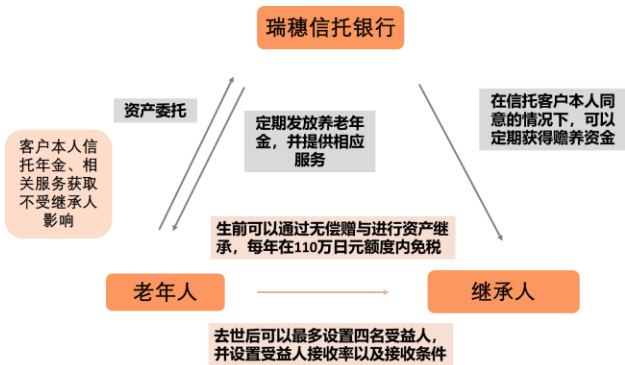 瑞穗信托银行
资产委托
定期发放养老年
金，并提供相应
服务
在信托客户本人同
意的情况下，可以
定期获得赡养资金
客户本人信
托年金、相
关服务获取
不受继承人
影响
生前可以通过无偿赠与进行资产继
承，每年在110万日元额度内免税
老年人
继承人
去世后可以最多设置四名受益人，
并设置受益人接收率以及接收条件